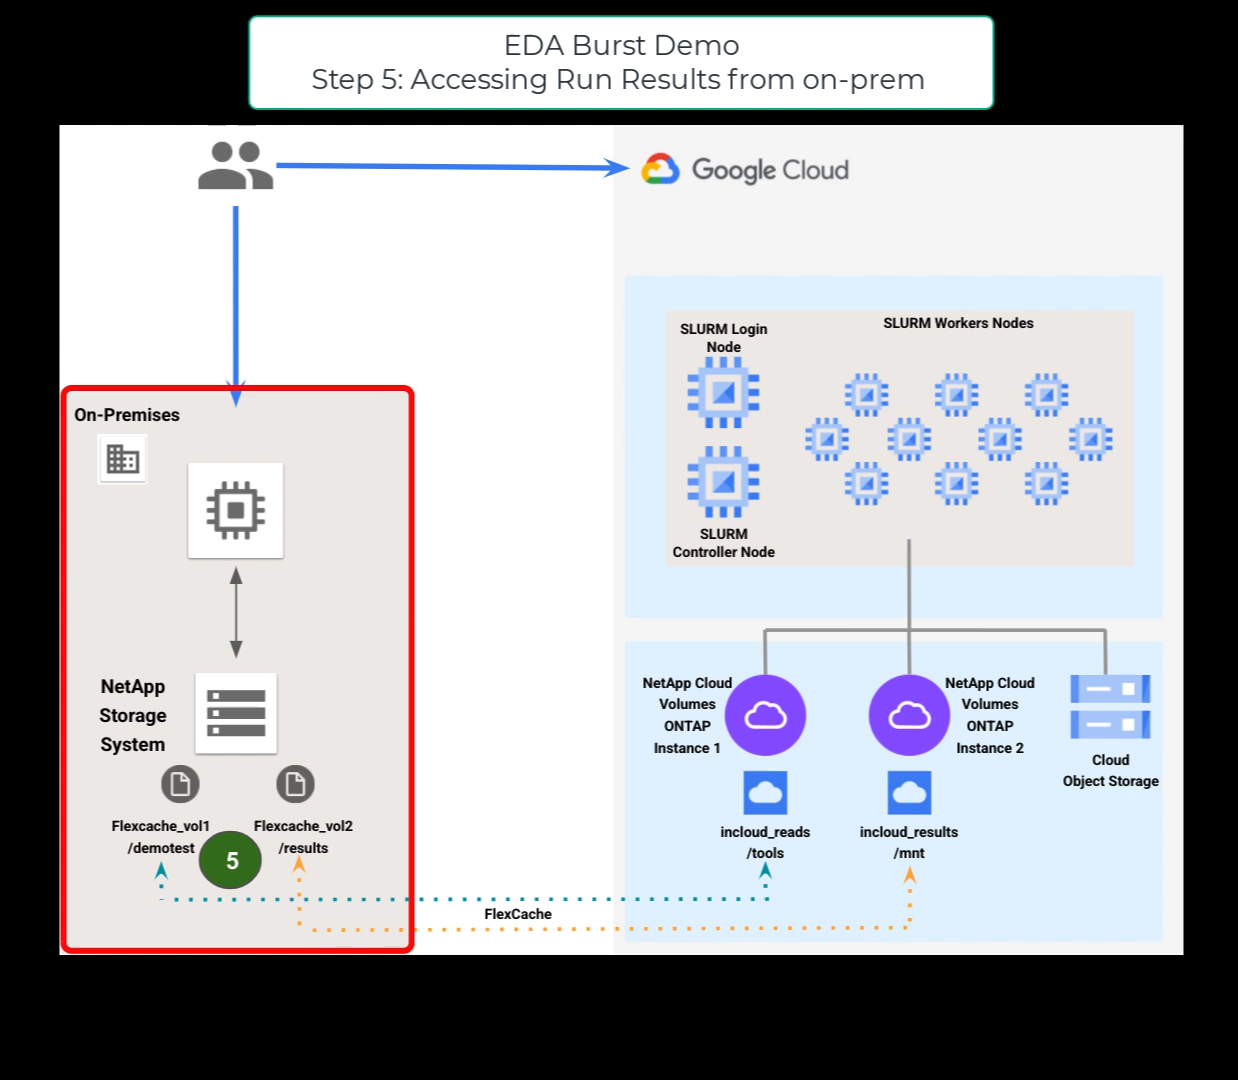 EDA Burst Demo
Step 5: Accessing Run Results from on-prem
Google Cloud
SLURM Login
Node
SLURM Workers Nodes
SLURM
Controller Node
On-Premises
NetApp
Storage
System
Flexcache_vol1
/demotest
Flexcache_vol2
/results
5
NetApp Cloud
Volumes
ONTAP
Instance 1
NetApp Cloud
Volumes
ONTAP
Instance 2
Cloud
Object Storage
incloud_reads
/tools
incloud_results
/mnt
FlexCache